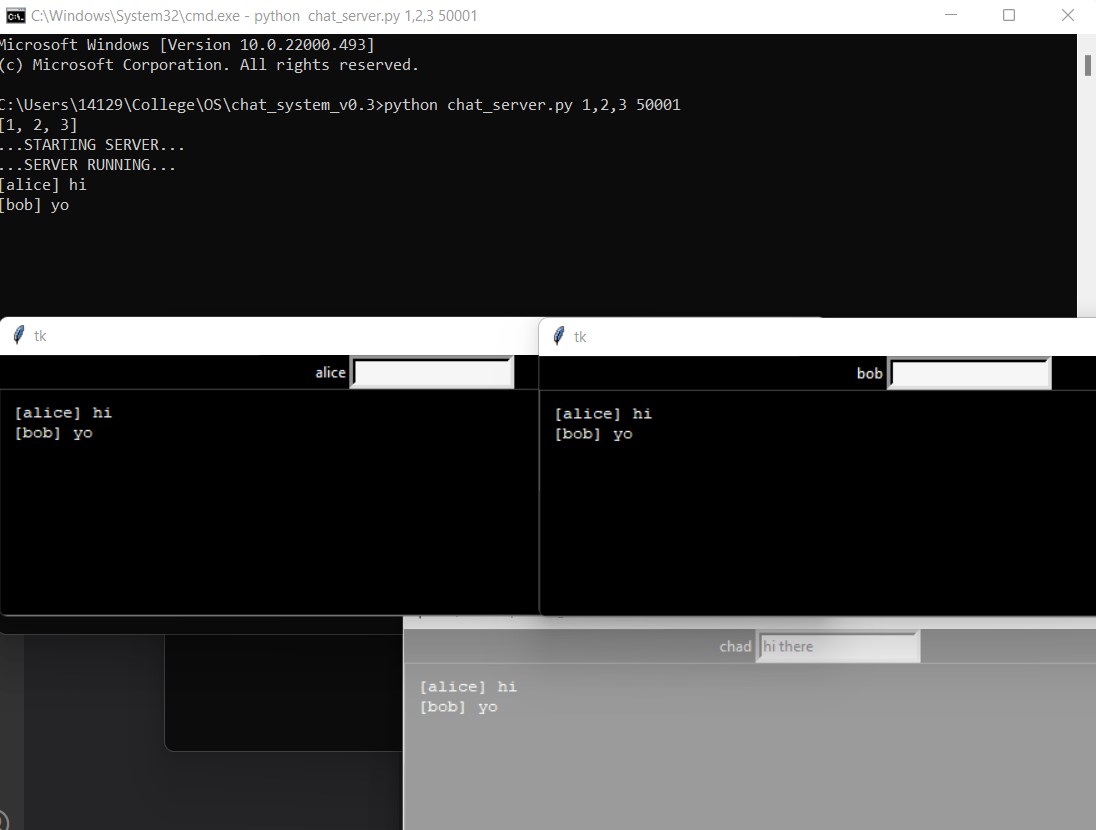 C:\Windows\System32\cmd.exe - python  chat_server.py 1,2,3 50001
Microsoft Windows [Version 10.0.22000.493]
(c) Microsoft Corporation. All rights reserved.
C:\Users\14129\College\OS\chat_system_v0.3>python chat_server.py 1,2,3 50001
[1, 2, 3]
...STARTING SERVER...
...SERVER RUNNING...
[alice] hi
[bob] yo
tk
alice
[alice] hi
[bob] yo
tk
bob
[alice] hi
[bob] yo
chad hi there
[alice] hi
[bob] yo